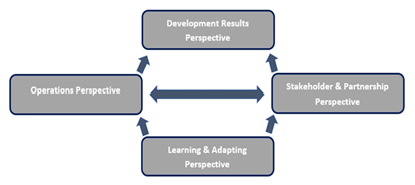 Development Results
Perspective
Operations Perspective
Stakeholder & Partnership
Perspective
Learning & Adapting
Perspective